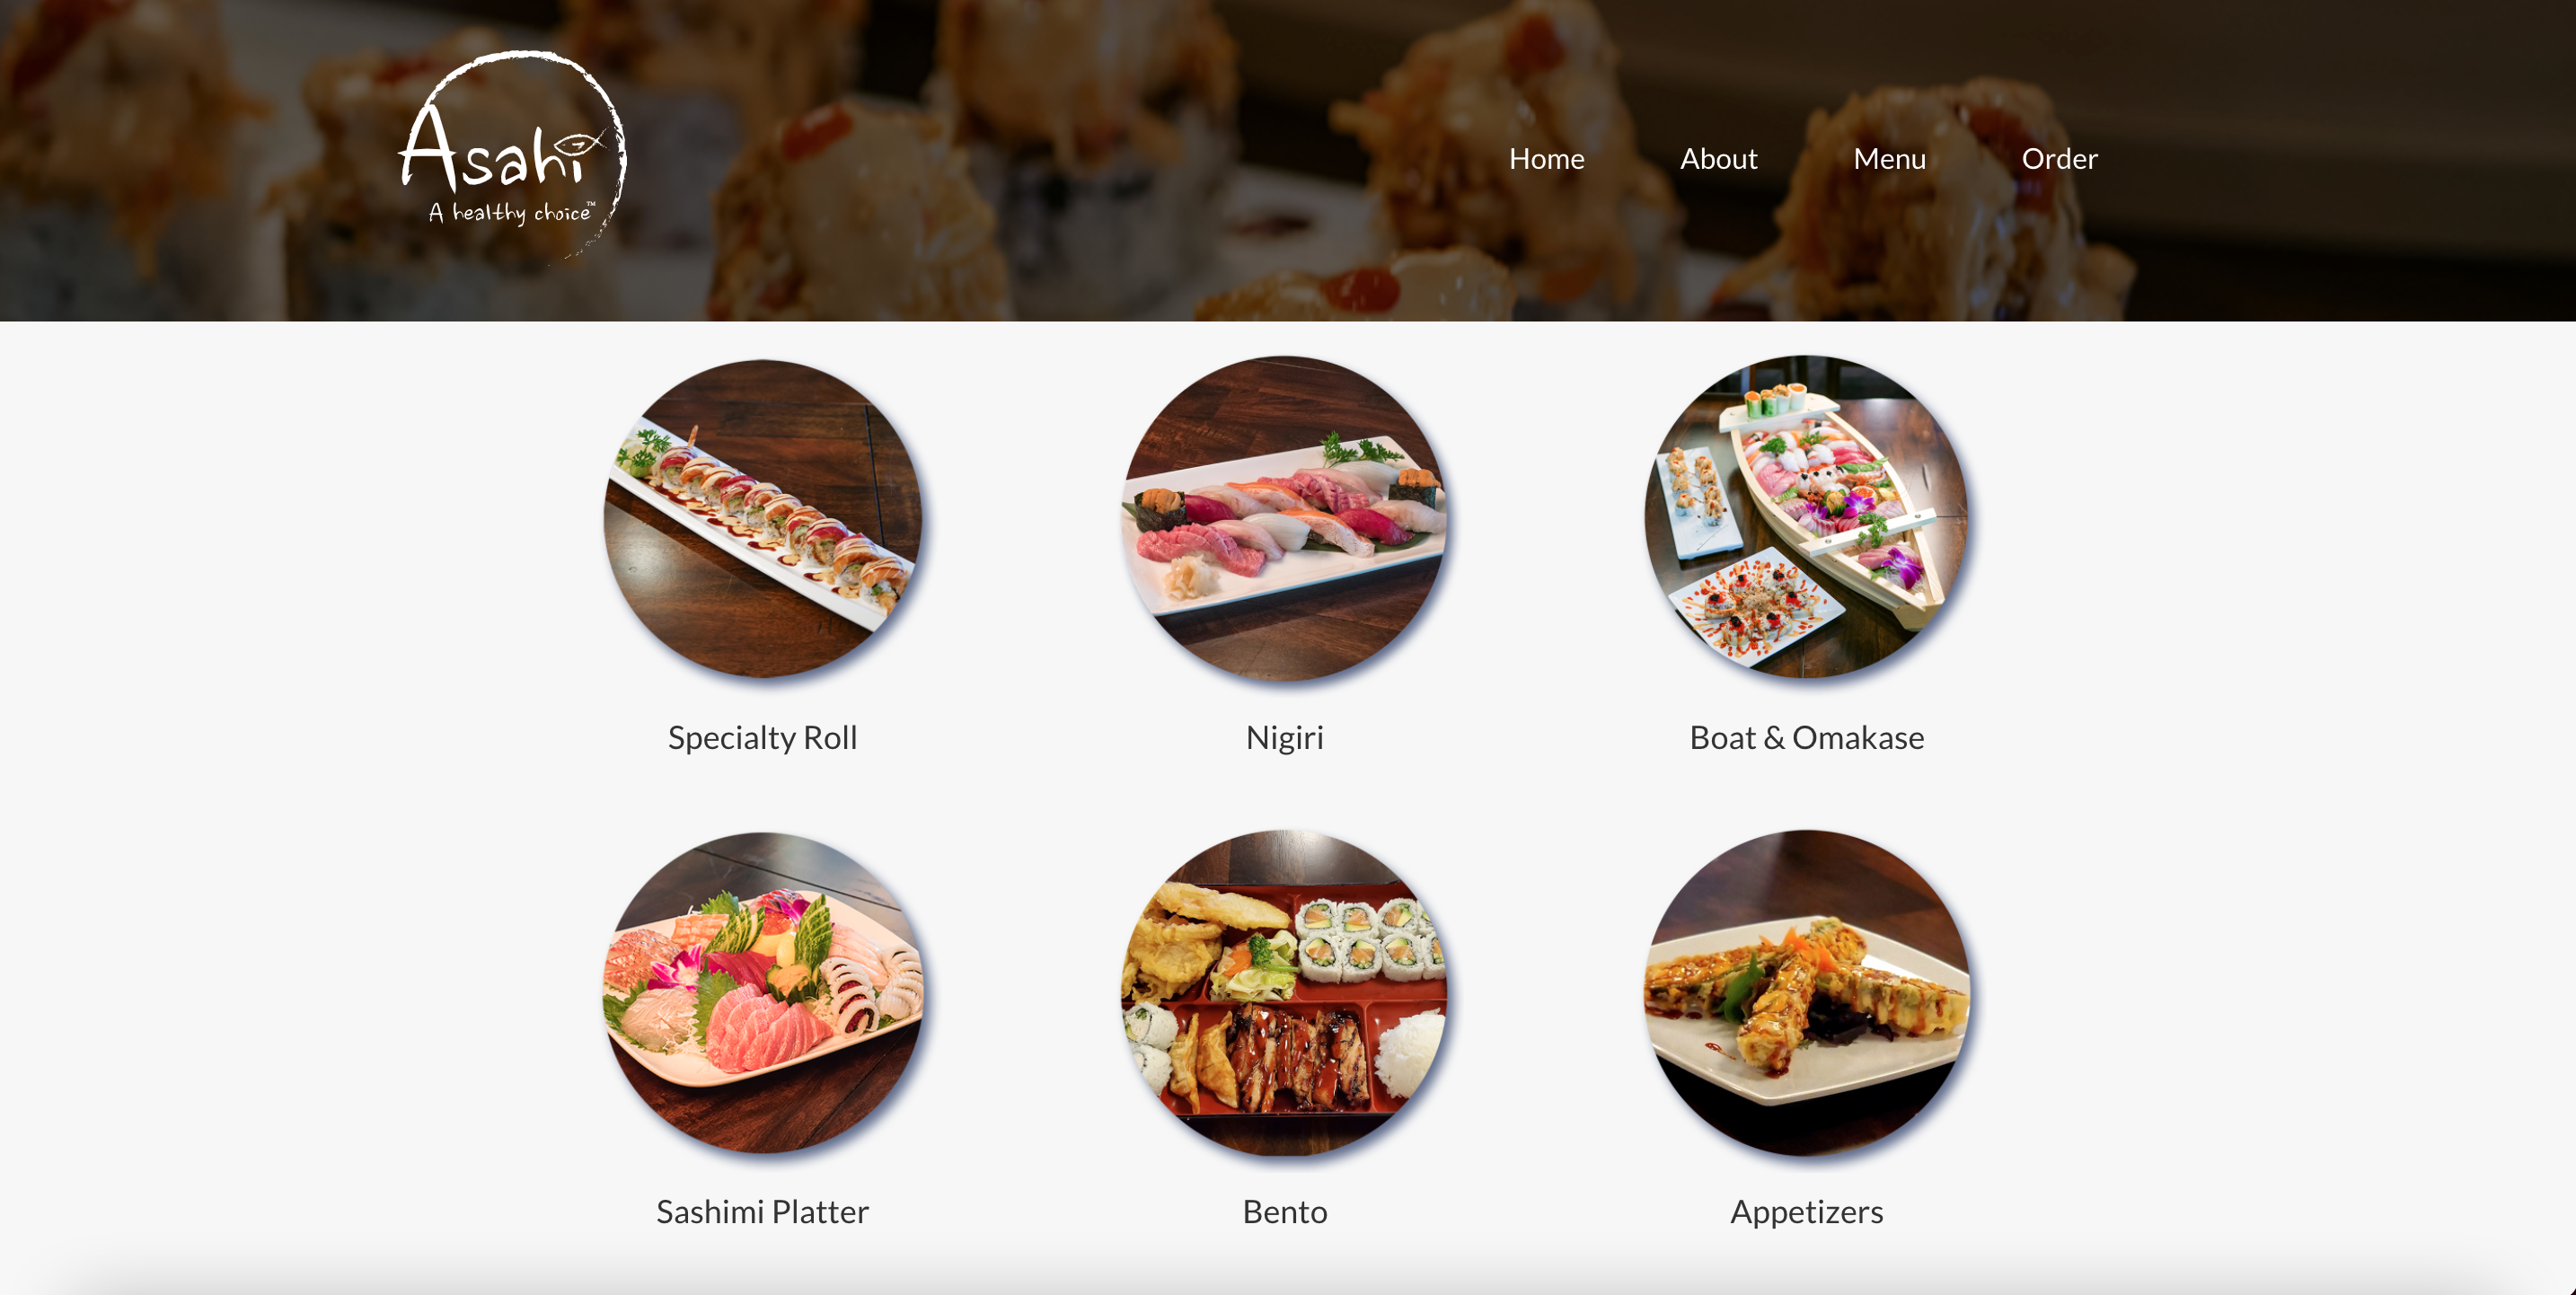 Asahi
A healthy choice™
Home About Menu Order
Specialty Roll Nigiri Boat & Omakase
Sashimi Platter Bento Appetizers